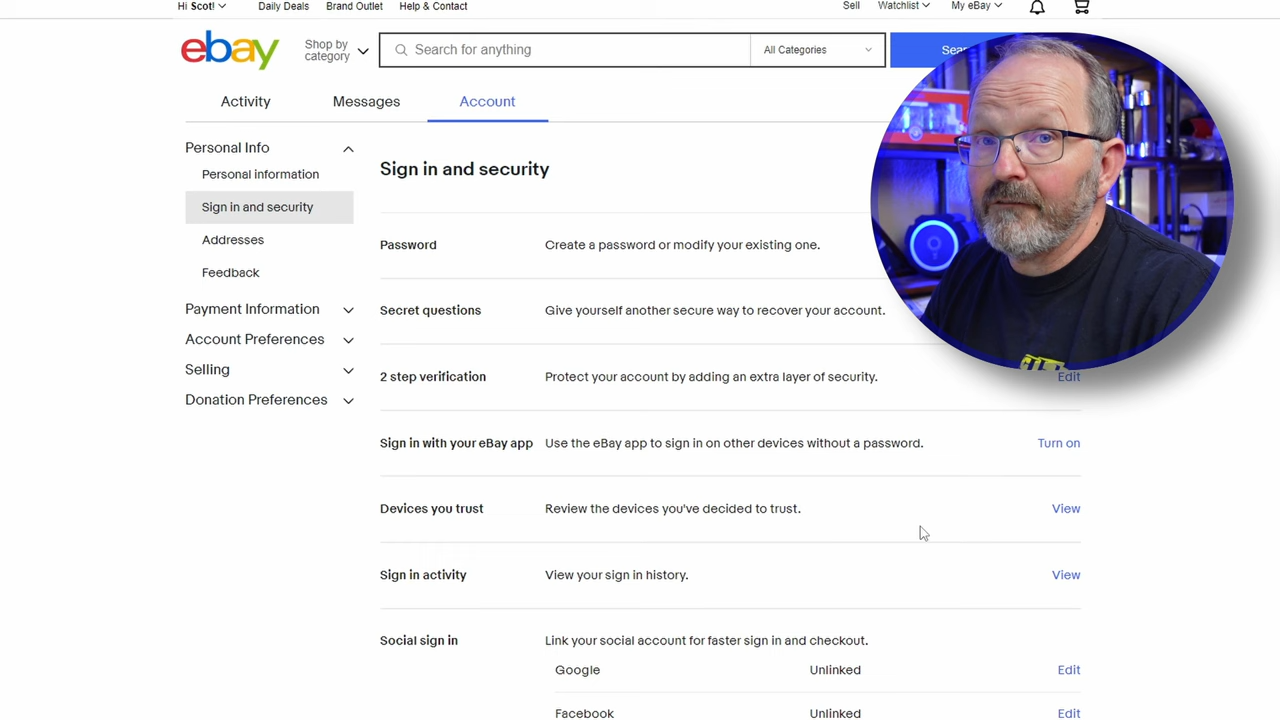 Hi Scot!
Daily Deals
Brand Outlet
Help & Contact
Sell
Watchlist
My eBay
ebay
Shop by
category
Search for anything
All Categories
Activity
Messages
Account
Personal Info
Personal information
Sign in and security
Addresses
Feedback
Payment Information
Account Preferences
Selling
Donation Preferences
Sign in and security
Password
Create a password or modify your existing one.
Secret questions
Give yourself another secure way to recover your account.
2 step verification
Protect your account by adding an extra layer of security.
Edit
Sign in with your eBay app
Use the eBay app to sign in on other devices without a password.
Turn on
Devices you trust
Review the devices you've decided to trust.
View
Sign in activity
View your sign in history.
View
Social sign in
Link your social account for faster sign in and checkout.
Google
Unlinked
Edit
Facebook
Unlinked
Edit